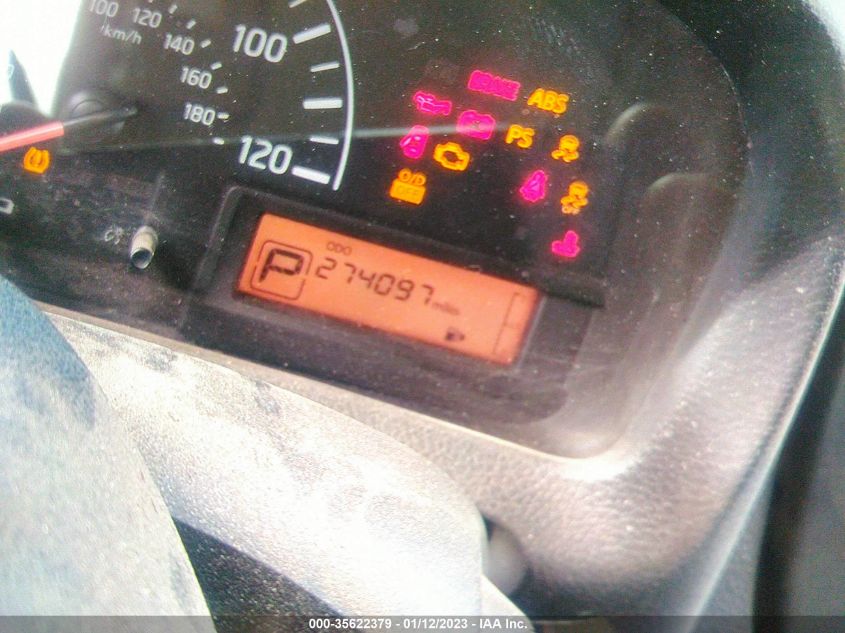 100
120
km/h
140
160
180
100
120
BRAKE
ABS
PS
O/D
OFF
ODO
P
274097
miles
000-35622379 - 01/12/2023 - IAA Inc.